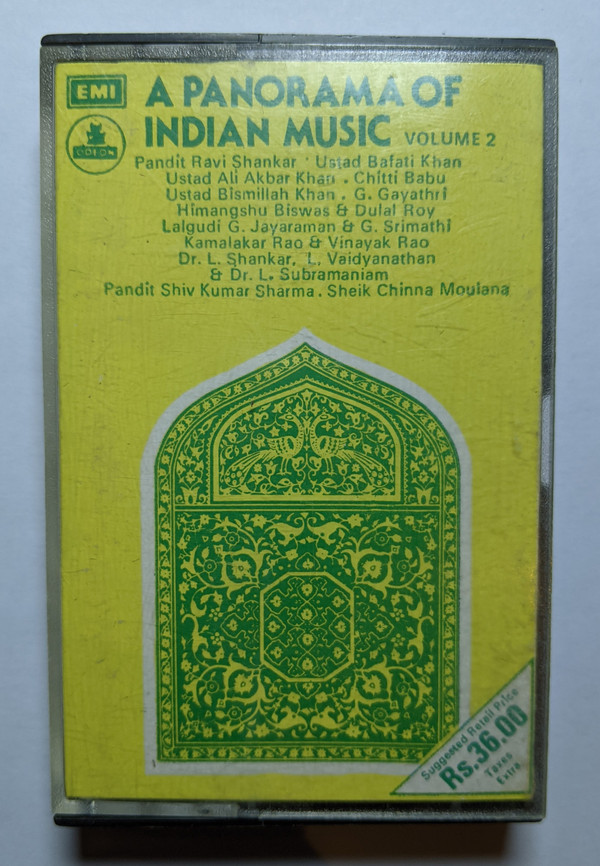 EMI
ODEON
A PANORAMA OF
INDIAN MUSIC VOLUME 2
Pandit Ravi Shankar · Ustad Bafati Khan
Ustad Ali Akbar Khan . Chitti Babu
Ustad Bismillah Khan . G. Gayathri
Himangshu Biswas & Dulal Roy
Lalgudi G. Jayaraman & G. Srimathi
Kamalakar Rao & Vinayak Rao
Dr. L. Shankar, L. Vaidyanathan
& Dr. L. Subramaniam
Pandit Shiv Kumar Sharma . Sheik Chinna Moulana
Suggested Retail Price
Rs.36.00
Taxes
Extra